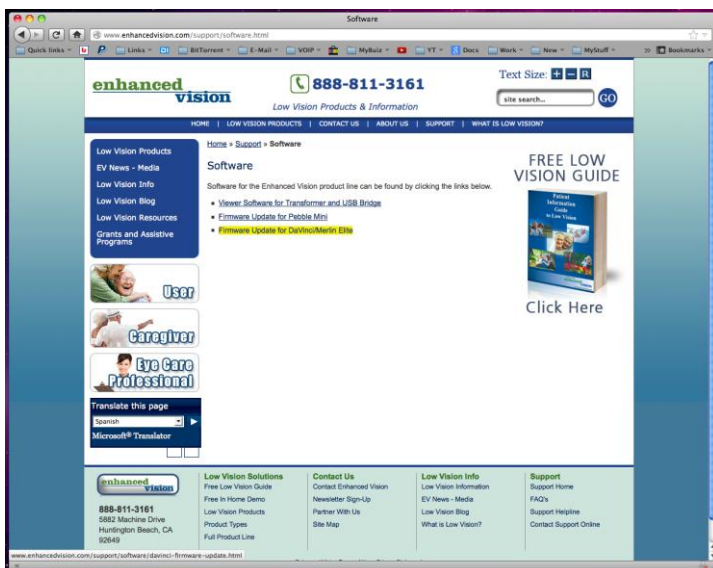 Software
www.enhancedvision.com/support/software.html
Quick links
Links
BitTorrent
E-Mail
VOIP
MyBuiz
YT
Docs
Work
New
MyStuff
Bookmarks
enhanced
vision
888-811-3161
Low Vision Products & Information
Text Size: + - R
site search...
GO
HOME | LOW VISION PRODUCTS | CONTACT US | ABOUT US | SUPPORT | WHAT IS LOW VISION?
Low Vision Products
EV News - Media
Low Vision Info
Low Vision Blog
Low Vision Resources
Grants and Assistive
Programs
User
Caregiver
Eye Care
Professional
Translate this page
Spanish
Microsoft® Translator
Home » Support » Software
Software
Software for the Enhanced Vision product line can be found by clicking the links below.
• Viewer Software for Transformer and USB Bridge
• Firmware Update for Pebble Mini
• Firmware Update for DaVinci/Merlin Elite
FREE LOW
VISION GUIDE
Patient
Information
Guide
to Low Vision
Click Here
enhanced
vision
888-811-3161
5882 Machine Drive
Huntington Beach, CA
92649
Low Vision Solutions
Free Low Vision Guide
Free In Home Demo
Low Vision Products
Product Types
Full Product Line
Contact Us
Contact Enhanced Vision
Newsletter Sign-Up
Partner With Us
Site Map
Low Vision Info
Low Vision Information
EV News - Media
Low Vision Blog
What is Low Vision?
Support
Support Home
FAQ's
Support Helpline
Contact Support Online
www.enhancedvision.com/support/software/davinci-firmware-update.html